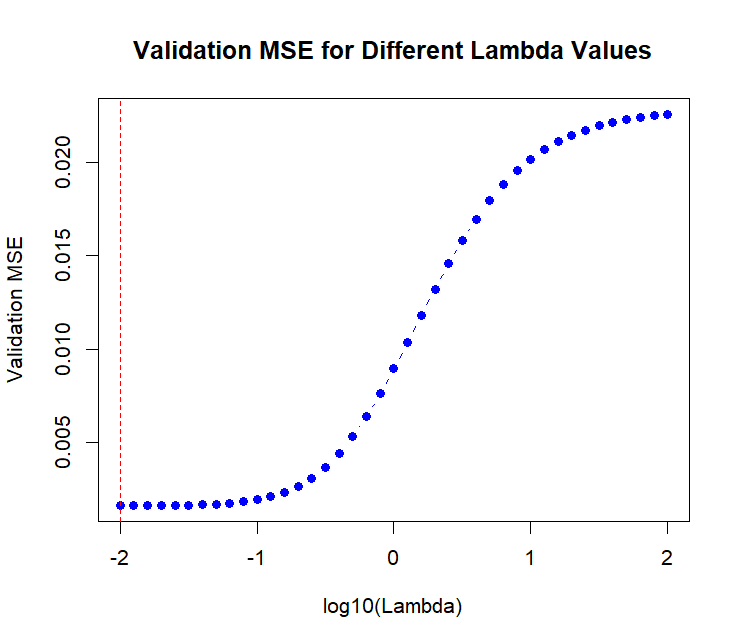 Validation MSE for Different Lambda Values
0.020
0.015
0.010
0.005
Validation MSE
-2 -1 0 1 2
log10(Lambda)